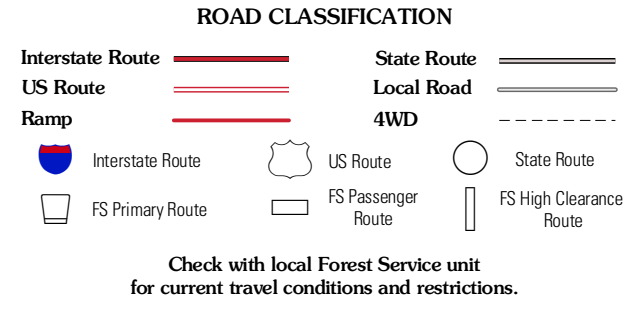 ROAD CLASSIFICATION
Interstate Route
State Route
US Route
Local Road
Ramp
4WD
Interstate Route
US Route
State Route
FS Primary Route
FS Passenger
Route
FS High Clearance
Route
Check with local Forest Service unit
for current travel conditions and restrictions.